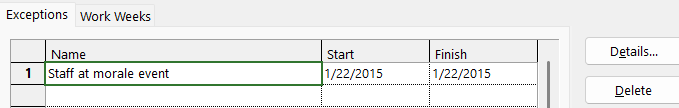 Exceptions Work Weeks
Name Start Finish
Details...
1 Staff at morale event 1/22/2015 1/22/2015
Delete